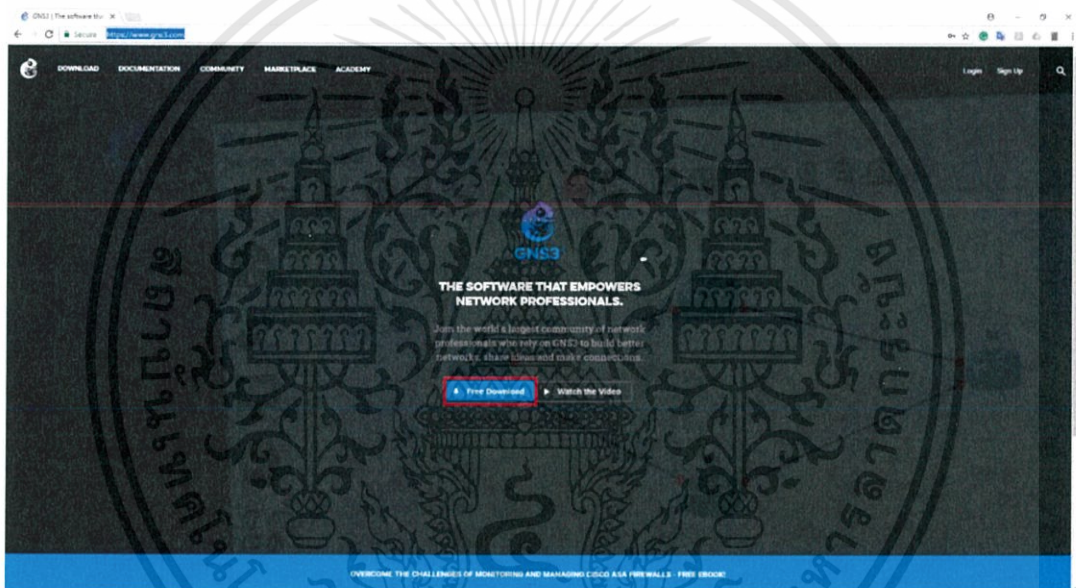 GNS3 | The software tha
Secure https://www.gns3.com
DOWNLOAD DOCUMENTATION COMMUNITY MARKETPLACE ACADEMY
Login Sign Up
GNS3
THE SOFTWARE THAT EMPOWERS
NETWORK PROFESSIONALS.
Join the world's largest community of network
professionals who rely on GNS3 to build better
networks, share ideas and make connections.
Free Download Watch the Video
OVERCOME THE CHALLENGES OF MONITORING AND MANAGING CISCO ASA FIREWALLS - FREE EBOOK!